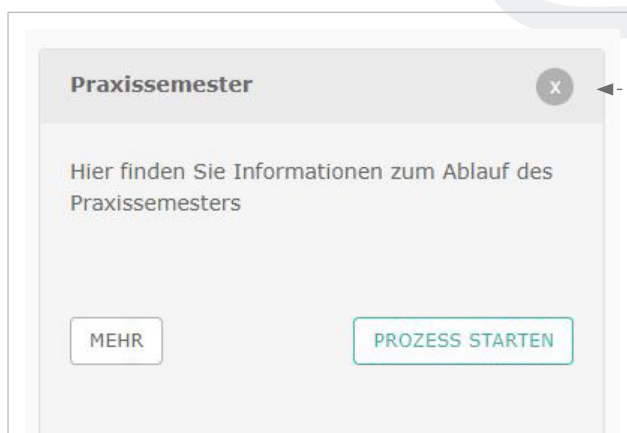 Praxissemester
X
Hier finden Sie Informationen zum Ablauf des
Praxissemesters
MEHR
PROZESS STARTEN